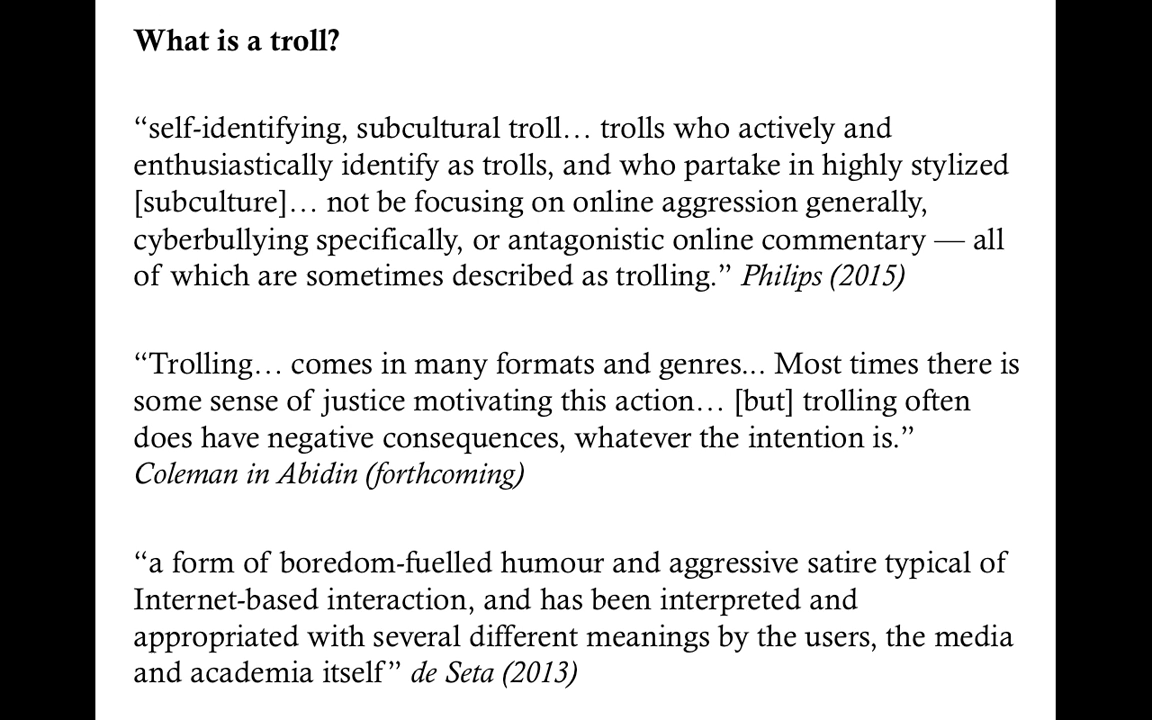 What is a troll?
“self-identifying, subcultural troll… trolls who actively and
enthusiastically identify as trolls, and who partake in highly stylized
[subculture]… not be focusing on online aggression generally,
cyberbullying specifically, or antagonistic online commentary — all
of which are sometimes described as trolling.” Philips (2015)
“Trolling… comes in many formats and genres... Most times there is
some sense of justice motivating this action… [but] trolling often
does have negative consequences, whatever the intention is.”
Coleman in Abidin (forthcoming)
“a form of boredom-fuelled humour and aggressive satire typical of
Internet-based interaction, and has been interpreted and
appropriated with several different meanings by the users, the media
and academia itself” de Seta (2013)